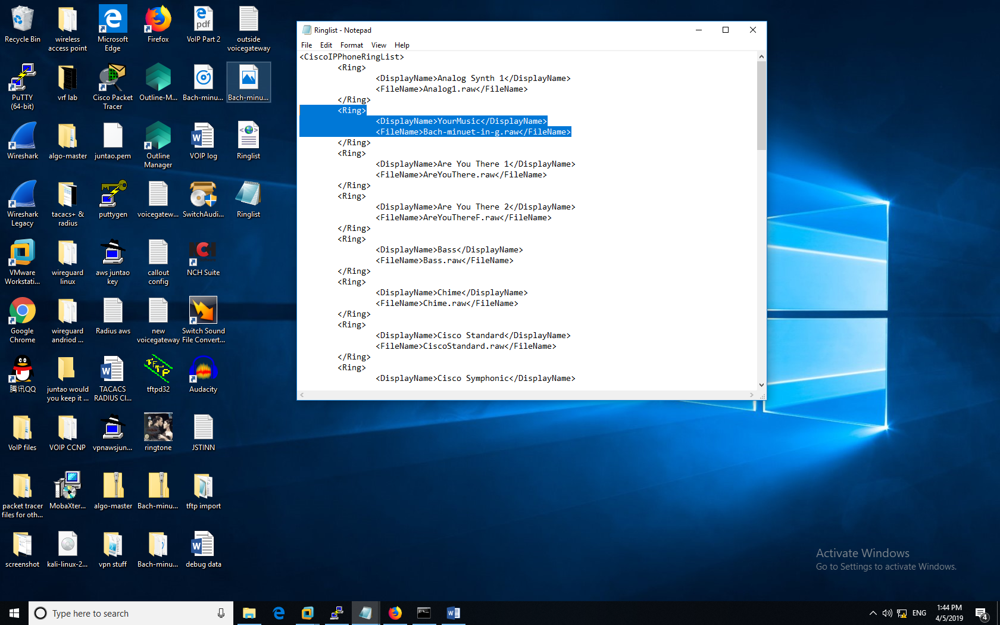 Recycle Bin
wireless
access point
Microsoft
Edge
Firefox
VoIP Part 2
outside
voicegateway
PuTTY
(64-bit)
vrf lab
Cisco Packet
Tracer
Outline-M...
Bach-minu...
Bach-minu...
Wireshark
algo-master
juntao.pem
Outline
Manager
VOIP log
Ringlist
Wireshark
Legacy
tacacs+ &
radius
puttygen
voicegatew...
SwitchAudi...
Ringlist
VMware
Workstati...
wireguard
linux
aws juntao
key
callout
config
NCH Suite
Google
Chrome
wireguard
andriod ...
Radius aws
new
voicegateway
Switch Sound
File Convert...
腾讯QQ
juntao would
you keep it ...
TACACS
RADIUS CI...
tftpd32
Audacity
VoIP files
VOIP CCNP
vpnawsjun...
ringtone
JSTINN
packet tracer
files for oth...
MobaXter...
algo-master
Bach-minu...
tftp import
screenshot
kali-linux-2...
vpn stuff
Bach-minu...
debug data
Ringlist - Notepad
File Edit Format View Help
<CiscoIPPhoneRingList>
<Ring>
<DisplayName>Analog Synth 1</DisplayName>
<FileName>Analog1.raw</FileName>
</Ring>
<Ring>
<DisplayName>YourMusic</DisplayName>
<FileName>Bach-minuet-in-g.raw</FileName>
</Ring>
<Ring>
<DisplayName>Are You There 1</DisplayName>
<FileName>AreYouThere.raw</FileName>
</Ring>
<Ring>
<DisplayName>Are You There 2</DisplayName>
<FileName>AreYouThereF.raw</FileName>
</Ring>
<Ring>
<DisplayName>Bass</DisplayName>
<FileName>Bass.raw</FileName>
</Ring>
<Ring>
<DisplayName>Chime</DisplayName>
<FileName>Chime.raw</FileName>
</Ring>
<Ring>
<DisplayName>Cisco Standard</DisplayName>
<FileName>CiscoStandard.raw</FileName>
</Ring>
<Ring>
<DisplayName>Cisco Symphonic</DisplayName>
Activate Windows
Go to Settings to activate Windows.
Type here to search
ENG
1:44 PM
4/5/2019
4